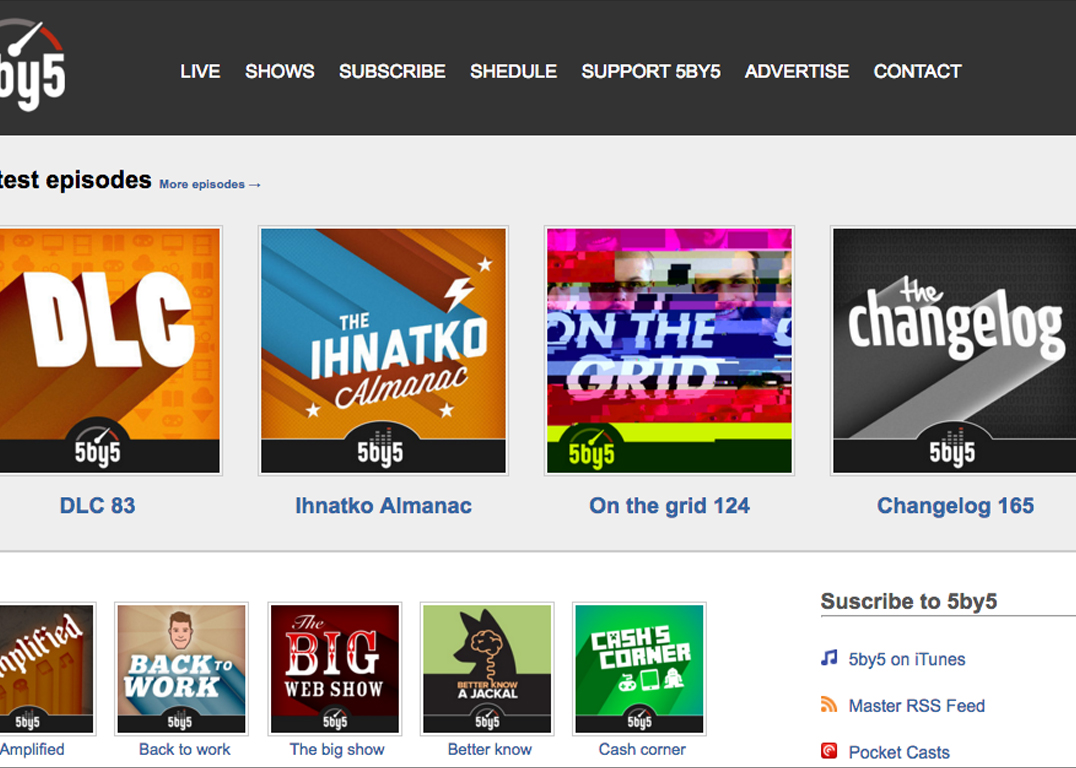 by5
LIVE SHOWS SUBSCRIBE SHEDULE SUPPORT 5BY5 ADVERTISE CONTACT
test episodes More episodes →
DLC
5by5
THE
IHNATKO
Almanac
5by5
ON THE
GRID
5by5
the
changelog
5by5
DLC 83
Ihnatko Almanac
On the grid 124
Changelog 165
mplified
5by5
BACK TO
WORK
5by5
The
BIG
WEB SHOW
5by5
BETTER KNOW
A JACKAL
5by5
CASH'S
CORNER
5by5
Amplified
Back to work
The big show
Better know
Cash corner
Suscribe to 5by5
5by5 on iTunes
Master RSS Feed
Pocket Casts